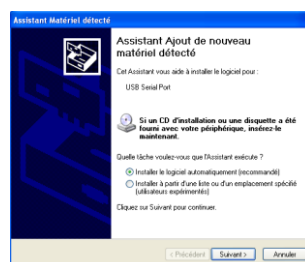 Assistant Matériel détecté
Assistant Ajout de nouveau
matériel détecté
Cet Assistant vous aide à installer le logiciel pour :
USB Serial Port
Si un CD d'installation ou une disquette a été
fourni avec votre périphérique, insérez-le
maintenant.
Quelle tâche voulez-vous que l'Assistant exécute ?
Installer le logiciel automatiquement (recommandé)
Installer à partir d'une liste ou d'un emplacement spécifié
(utilisateurs expérimentés)
Cliquez sur Suivant pour continuer.
< Précédent
Suivant >
Annuler